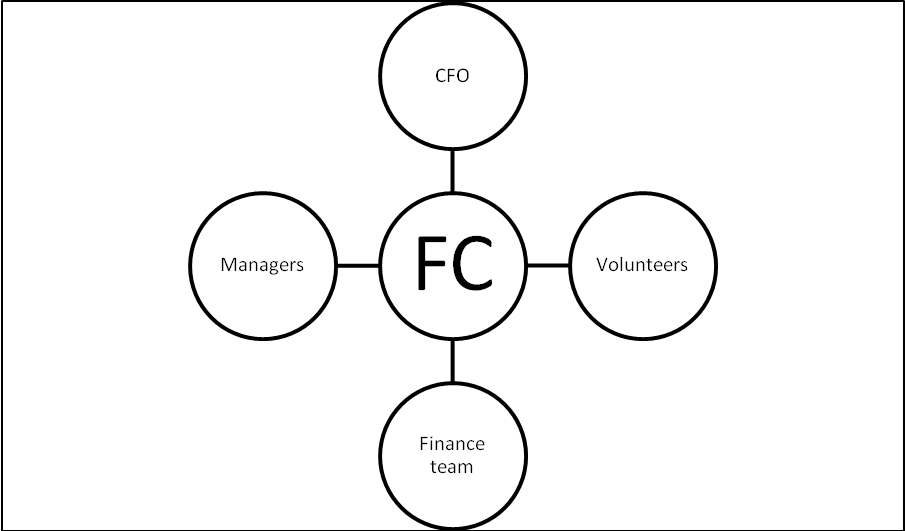 CFO
Managers
FC
Volunteers
Finance
team